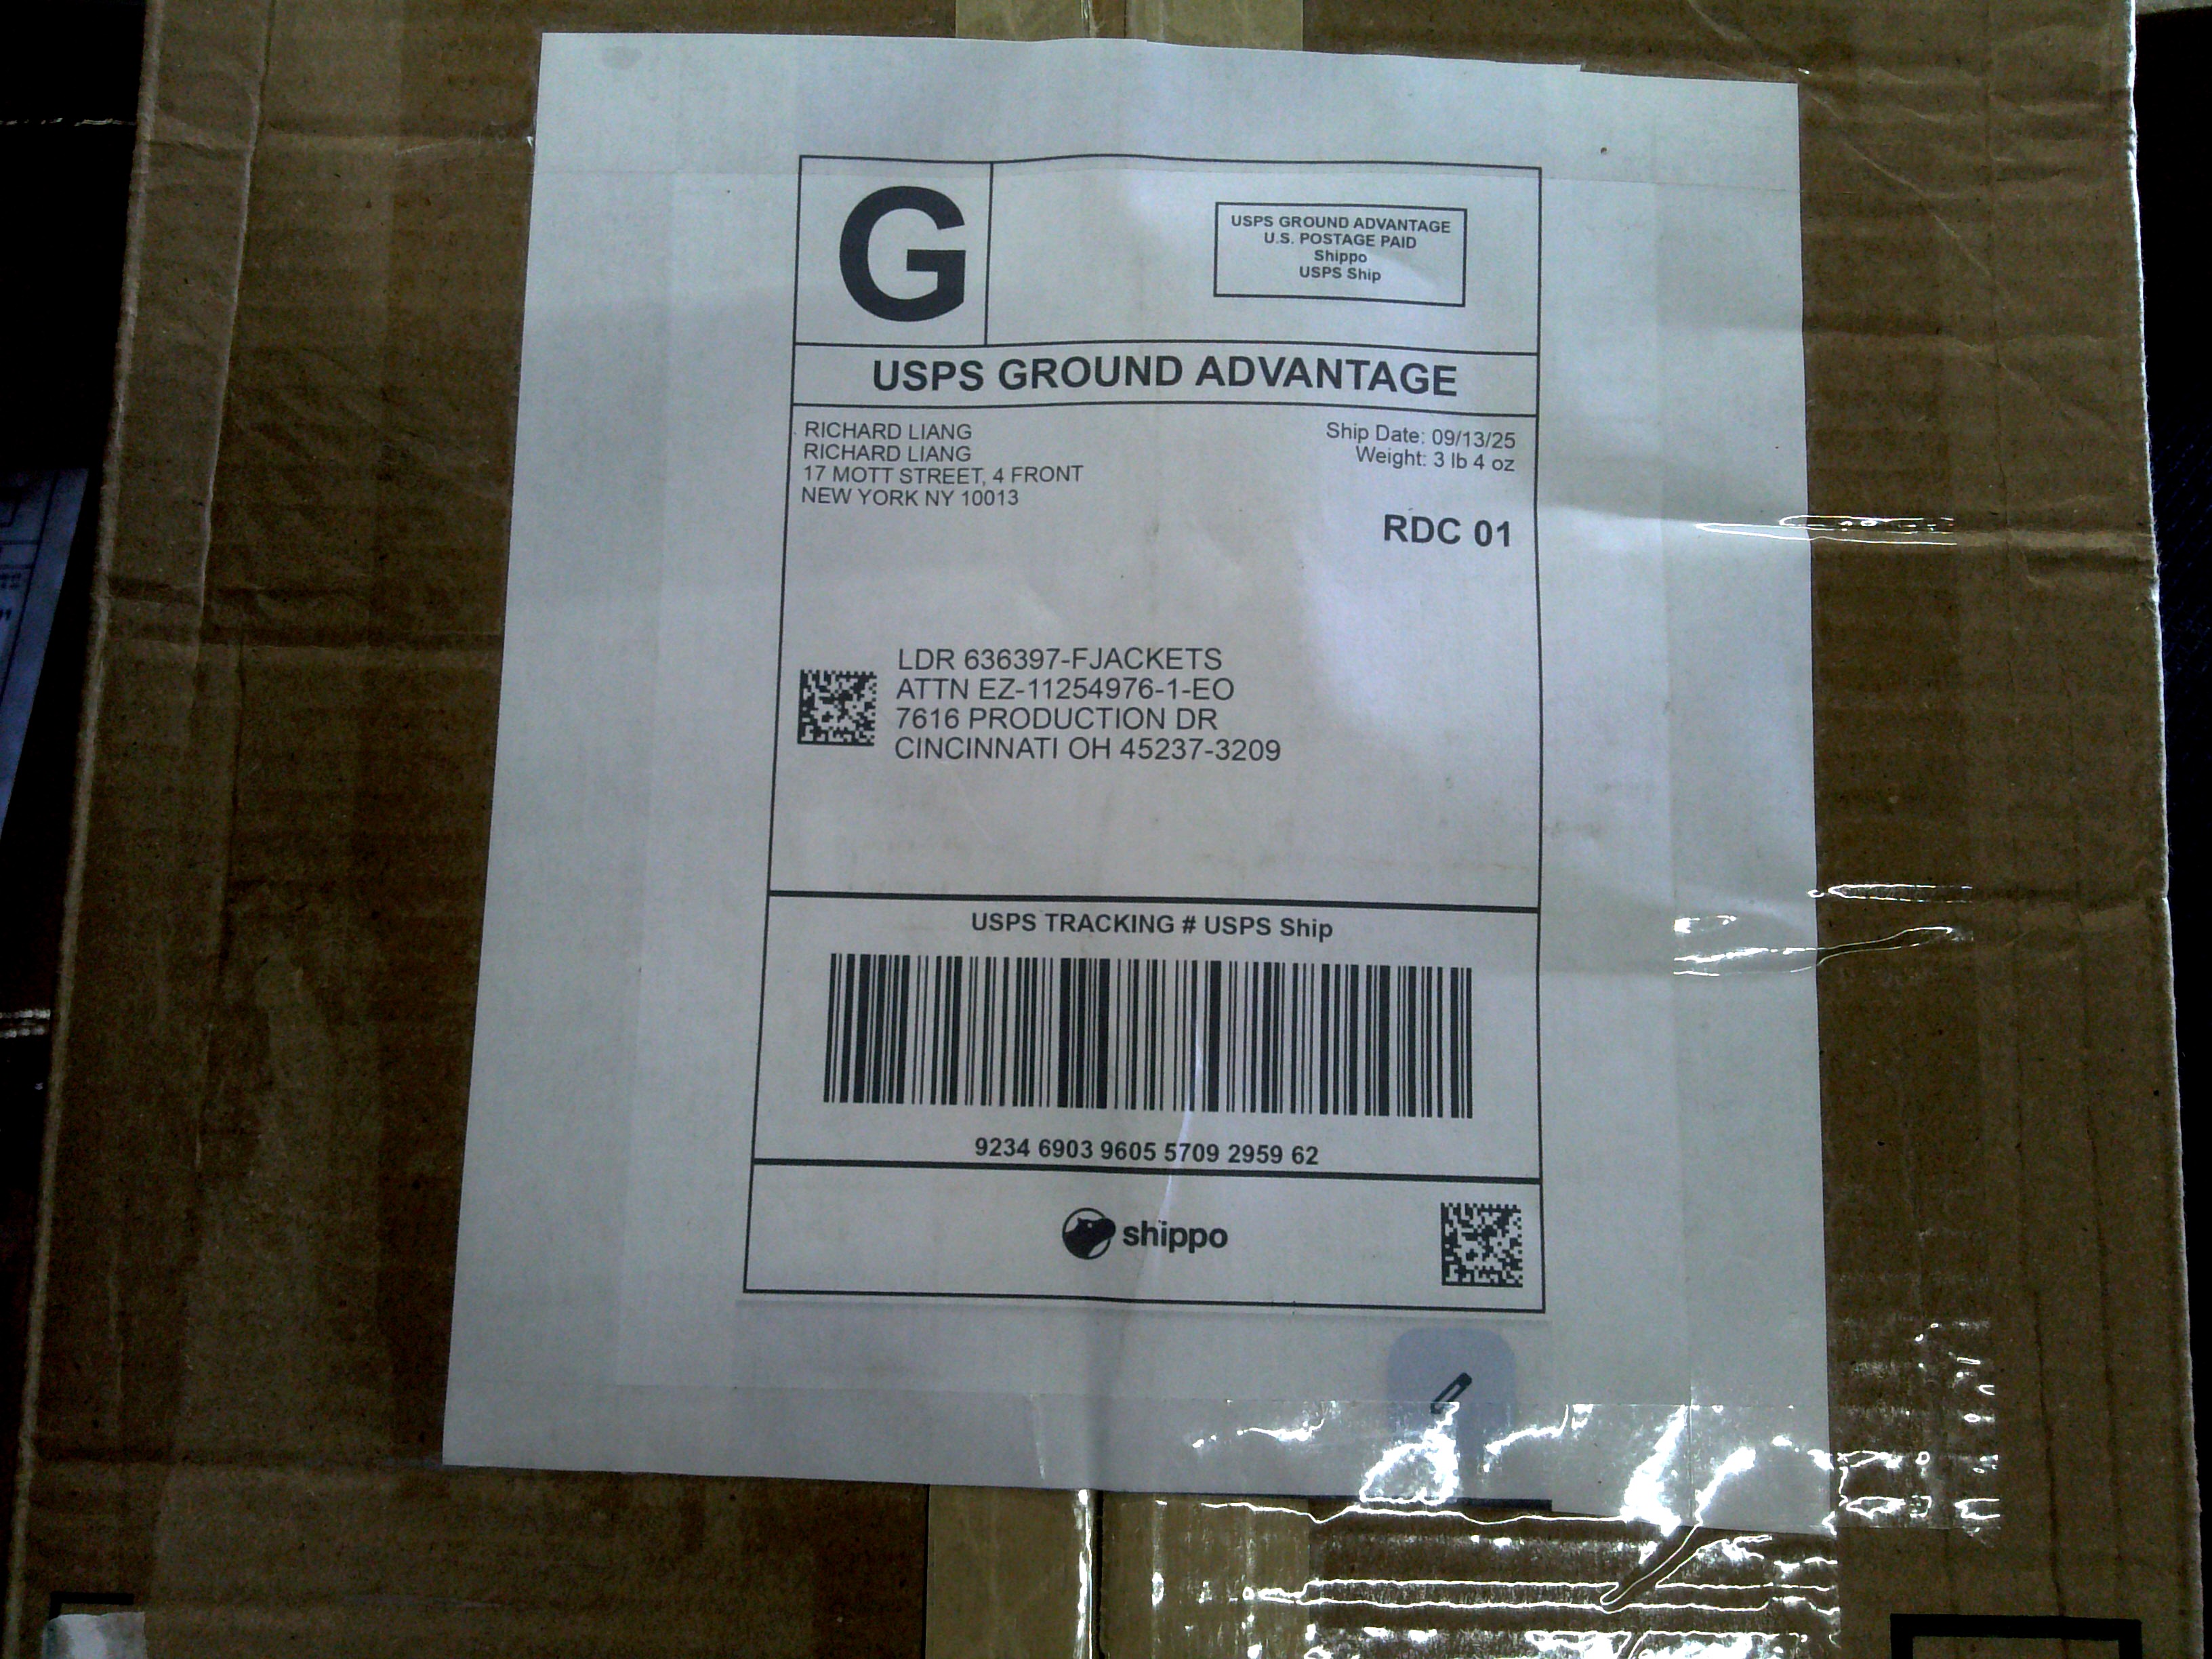 G
USPS GROUND ADVANTAGE
U.S. POSTAGE PAID
Shippo
USPS Ship
USPS GROUND ADVANTAGE
RICHARD LIANG
RICHARD LIANG
17 MOTT STREET, 4 FRONT
NEW YORK NY 10013
Ship Date: 09/13/25
Weight: 3 lb 4 oz
RDC 01
LDR 636397-FJACKETS
ATTN EZ-11254976-1-EO
7616 PRODUCTION DR
CINCINNATI OH 45237-3209
USPS TRACKING # USPS Ship
9234 6903 9605 5709 2959 62
shippo